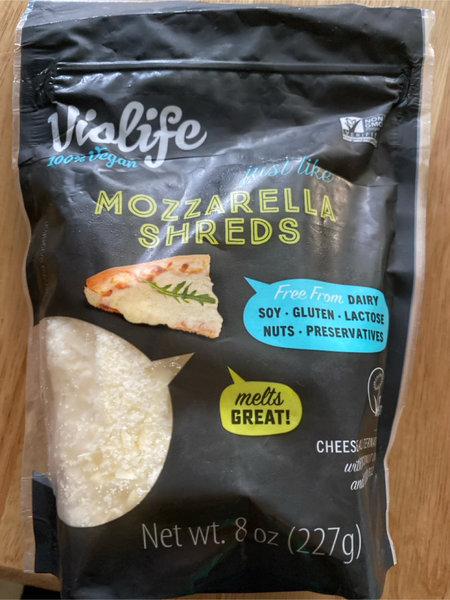 Violife
100% Vegan
NON
GMO
just like
MOZZARELLA
SHREDS
Free From DAIRY
SOY · GLUTEN · LACTOSE
NUTS · PRESERVATIVES
melts
GREAT!
Net wt. 8 oz (227g)